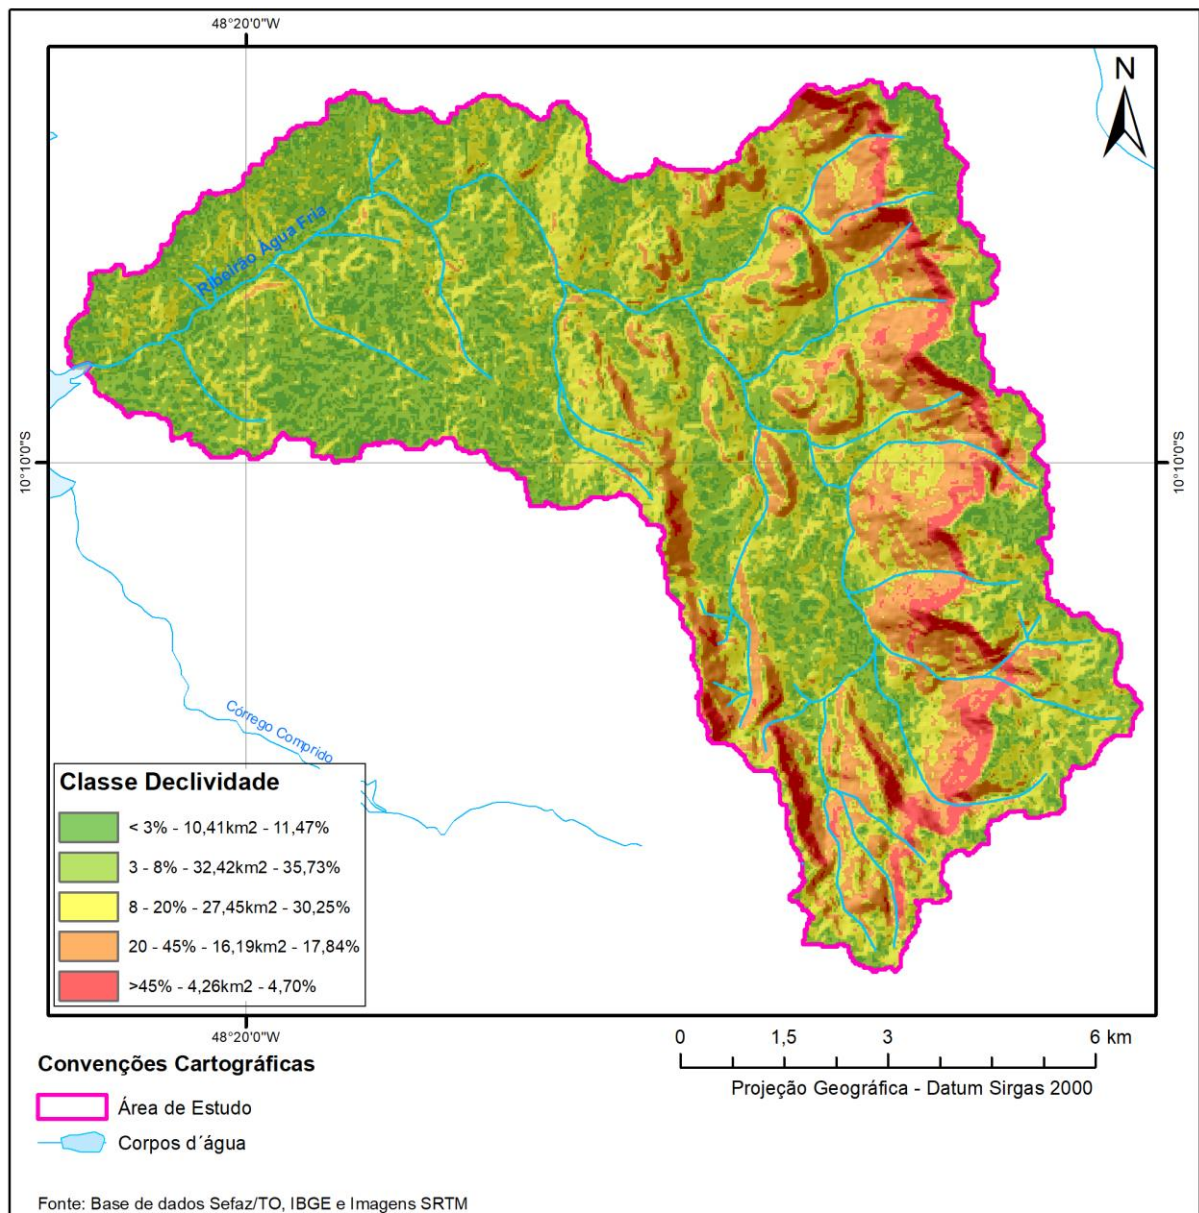 48°20'0"W
N
Ribeirão Água Fria
10°10"S
10°10"S
Córrego Comprido
Classe Declividade
< 3% - 10,41km2 - 11,47%
3 - 8% - 32,42km2 - 35,73%
8 - 20% - 27,45km2 - 30,25%
20 - 45% - 16,19km2 - 17,84%
>45% - 4,26km2 - 4,70%
48°20'0"W
0 1,5 3 6 km
Projeção Geográfica - Datum Sirgas 2000
Convenções Cartográficas
Área de Estudo
Corpos d´água
Fonte: Base de dados Sefaz/TO, IBGE e Imagens SRTM